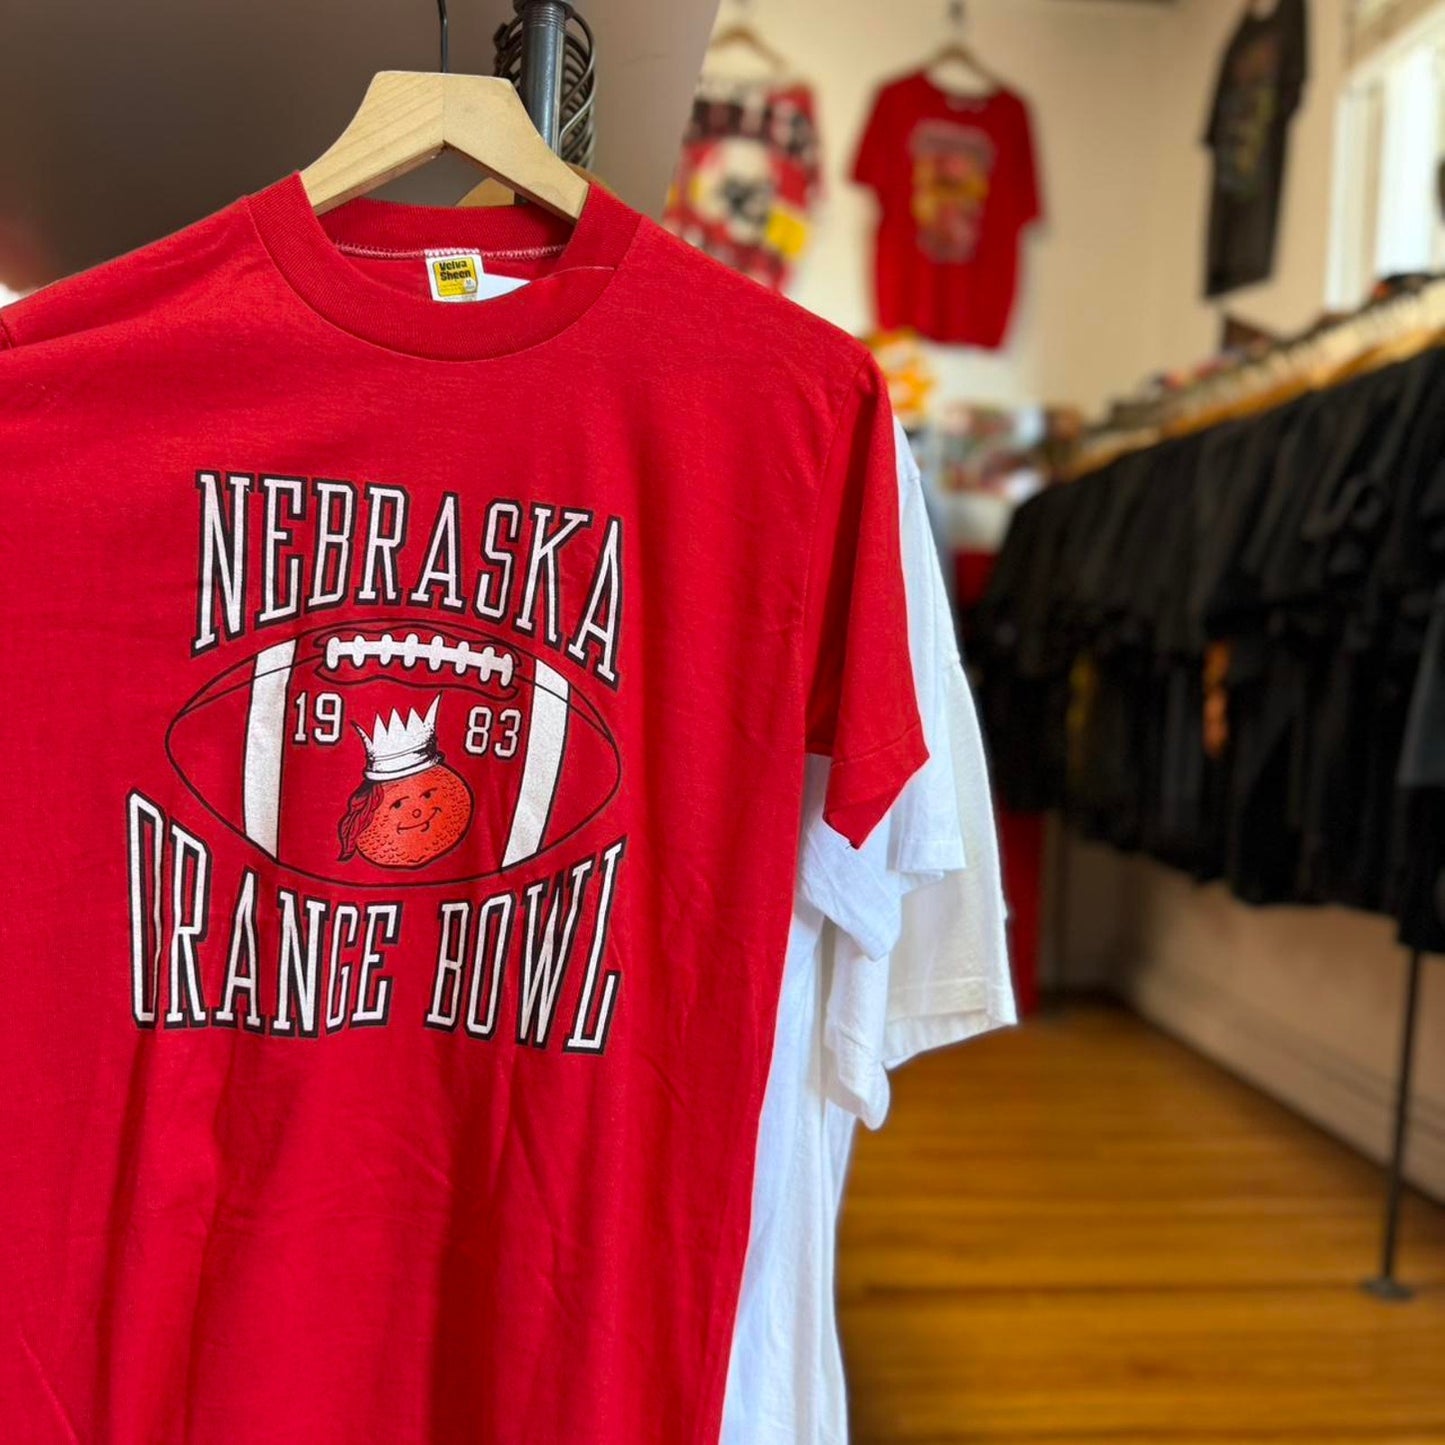 Velva
Sheen
NEBRASKA
19 83
ORANGE BOWL